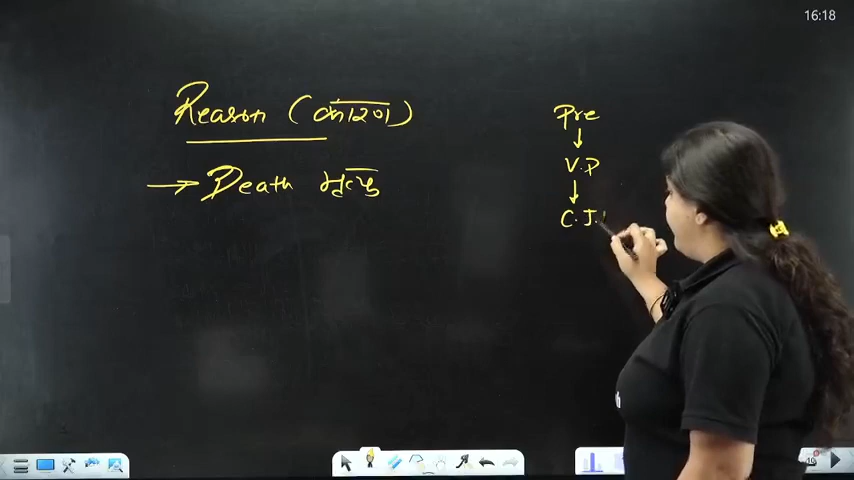 16:18
Reason (कारण)
→ Death मृत्यु
Pre
↓
V.P
↓
C.J.